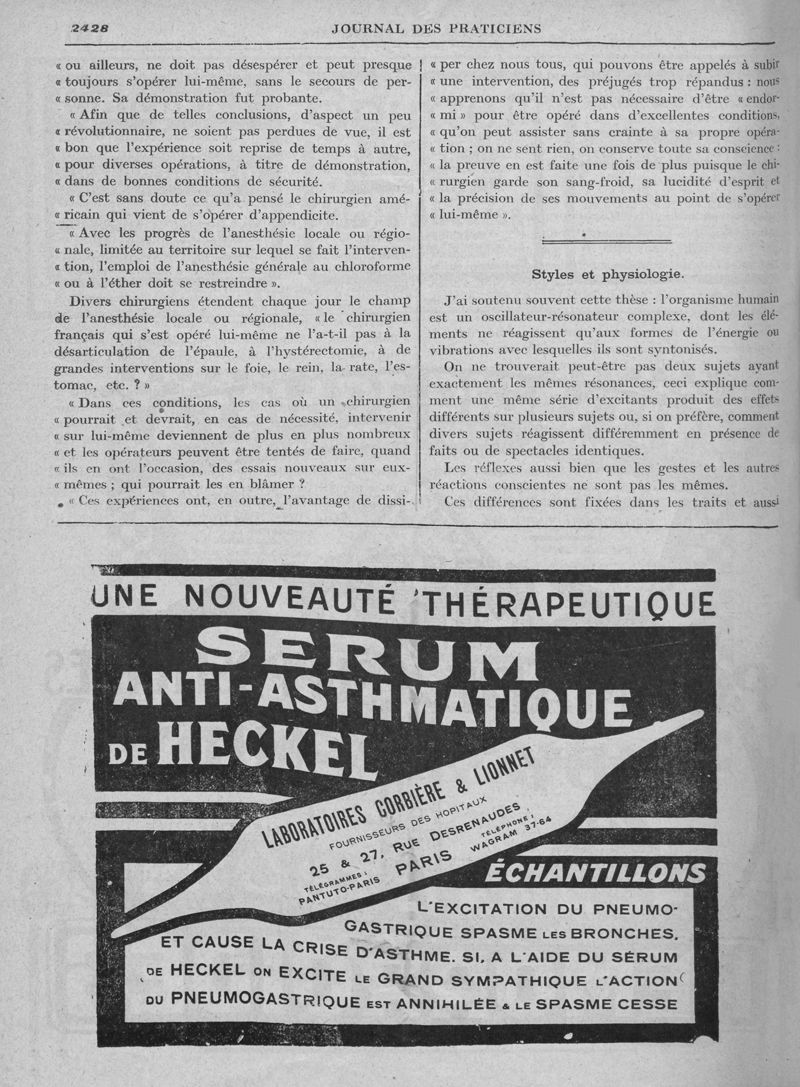 2428
JOURNAL DES PRATICIENS
« ou ailleurs, ne doit pas désespérer et peut presque
« toujours s'opérer lui-même, sans le secours de per-
« sonne. Sa démonstration fut probante.
« Afin que de telles conclusions, d'aspect un peu
« révolutionnaire, ne soient pas perdues de vue, il est
« bon que l'expérience soit reprise de temps à autre,
« pour diverses opérations, à titre de démonstration,
« dans de bonnes conditions de sécurité.
« C'est sans doute ce qu'a pensé le chirurgien amé-
« ricain qui vient de s'opérer d'appendicite.
« Avec les progrès de l'anesthésie locale ou régio-
« nale, limitée au territoire sur lequel se fait l'interven-
« tion, l'emploi de l'anesthésie générale au chloroforme
« ou à l'éther doit se restreindre ».
Divers chirurgiens étendent chaque jour le champ
de l'anesthésie locale ou régionale, « le chirurgien
français qui s'est opéré lui-même ne l'a-t-il pas à la
désarticulation de l'épaule, à l'hystérectomie, à de
grandes interventions sur le foie, le rein, la rate, l'es-
tomac, etc. ? »
« Dans ces conditions, les cas où un chirurgien
« pourrait et devrait, en cas de nécessité, intervenir
« sur lui-même deviennent de plus en plus nombreux
« et les opérateurs peuvent être tentés de faire, quand
« ils en ont l'occasion, des essais nouveaux sur eux-
« mêmes ; qui pourrait les en blâmer ?
« Ces expériences ont, en outre, l'avantage de dissi-
« per chez nous tous, qui pouvons être appelés à subir
« une intervention, des préjugés trop répandus : nous
« apprenons qu'il n'est pas nécessaire d'être « endor-
« mi » pour être opéré dans d'excellentes conditions,
« qu'on peut assister sans crainte à sa propre opéra-
« tion ; on ne sent rien, on conserve toute sa conscience :
« la preuve en est faite une fois de plus puisque le chi-
« rurgien garde son sang-froid, sa lucidité d'esprit et
« la précision de ses mouvements au point de s'opérer
« lui-même ».
Styles et physiologie.
J'ai soutenu souvent cette thèse : l'organisme humain
est un oscillateur-résonateur complexe, dont les élé-
ments ne réagissent qu'aux formes de l'énergie ou
vibrations avec lesquelles ils sont syntonisés.
On ne trouverait peut-être pas deux sujets ayant
exactement les mêmes résonances, ceci explique com-
ment une même série d'excitants produit des effets
différents sur plusieurs sujets ou, si on préfère, comment
divers sujets réagissent différemment en présence de
faits ou de spectacles identiques.
Les réflexes aussi bien que les gestes et les autres
réactions conscientes ne sont pas les mêmes.
Ces différences sont fixées dans les traits et aussi
UNE NOUVEAUTÉ THÉRAPEUTIQUE
SERUM
ANTI-ASTHMATIQUE
DE HECKEL
LABORATOIRES CORBIÈRE & LIONNET
FOURNISSEURS DES HOPITAUX
25 & 27, RUE DESRENAUDES
TÉLÉGRAMMES :
PANTUTO-PARIS
PARIS
TÉLÉPHONE :
WAGRAM 37-64
ÉCHANTILLONS
L'EXCITATION DU PNEUMO-
GASTRIQUE SPASME LES BRONCHES,
ET CAUSE LA CRISE D'ASTHME. SI, A L'AIDE DU SÉRUM
DE HECKEL ON EXCITE LE GRAND SYMPATHIQUE L'ACTION
DU PNEUMOGASTRIQUE EST ANNIHILÉE & LE SPASME CESSE